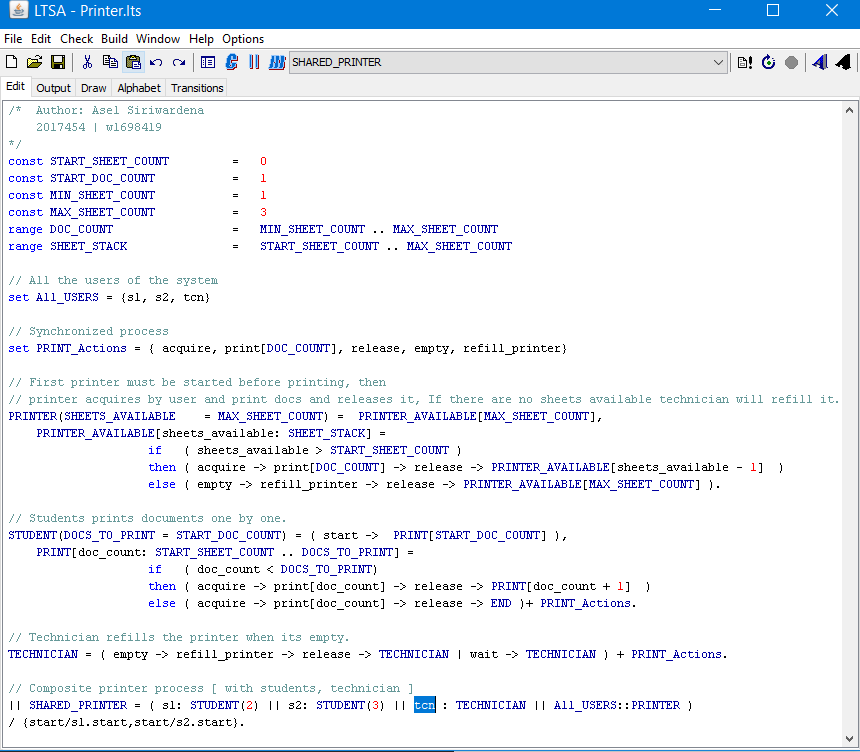 LTSA - Printer.lts
File Edit Check Build Window Help Options
SHARED_PRINTER
Edit Output Draw Alphabet Transitions
/* Author: Asel Siriwardena
2017454 | w1698419
*/
const START_SHEET_COUNT = 0
const START_DOC_COUNT = 1
const MIN_SHEET_COUNT = 1
const MAX_SHEET_COUNT = 3
range DOC_COUNT = MIN_SHEET_COUNT .. MAX_SHEET_COUNT
range SHEET_STACK = START_SHEET_COUNT .. MAX_SHEET_COUNT
// All the users of the system
set All_USERS = {s1, s2, tcn}
// Synchronized process
set PRINT_Actions = { acquire, print[DOC_COUNT], release, empty, refill_printer}
// First printer must be started before printing, then
// printer acquires by user and print docs and releases it, If there are no sheets available technician will refill it.
PRINTER(SHEETS_AVAILABLE = MAX_SHEET_COUNT) = PRINTER_AVAILABLE[MAX_SHEET_COUNT],
PRINTER_AVAILABLE[sheets_available: SHEET_STACK] =
if ( sheets_available > START_SHEET_COUNT )
then ( acquire -> print[DOC_COUNT] -> release -> PRINTER_AVAILABLE[sheets_available - 1] )
else ( empty -> refill_printer -> release -> PRINTER_AVAILABLE[MAX_SHEET_COUNT] ).
// Students prints documents one by one.
STUDENT(DOCS_TO_PRINT = START_DOC_COUNT) = ( start -> PRINT[START_DOC_COUNT] ),
PRINT[doc_count: START_SHEET_COUNT .. DOCS_TO_PRINT] =
if ( doc_count < DOCS_TO_PRINT)
then ( acquire -> print[doc_count] -> release -> PRINT[doc_count + 1] )
else ( acquire -> print[doc_count] -> release -> END )+ PRINT_Actions.
// Technician refills the printer when its empty.
TECHNICIAN = ( empty -> refill_printer -> release -> TECHNICIAN | wait -> TECHNICIAN ) + PRINT_Actions.
// Composite printer process [ with students, technician ]
|| SHARED_PRINTER = ( s1: STUDENT(2) || s2: STUDENT(3) || tcn : TECHNICIAN || All_USERS::PRINTER )
/ {start/s1.start,start/s2.start}.